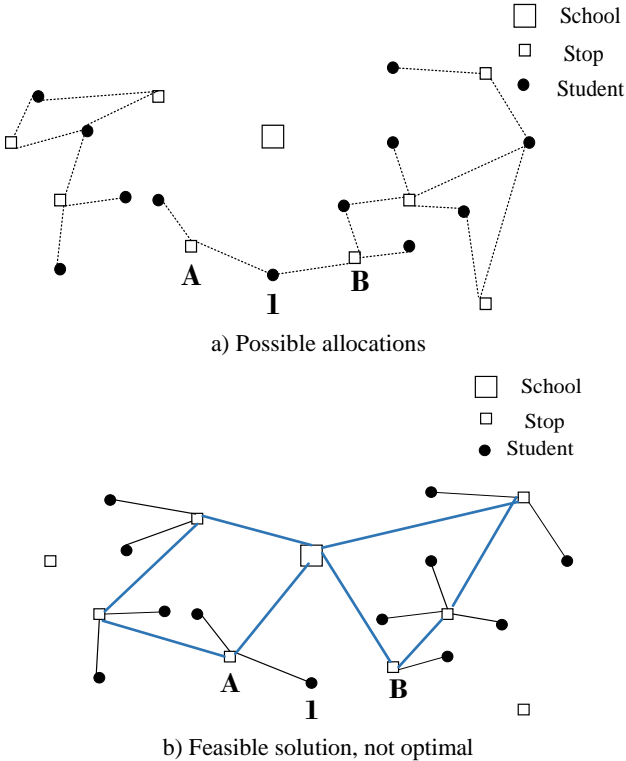 School
Stop
Student
A
1
B
a) Possible allocations
School
Stop
Student
A
1
B
b) Feasible solution, not optimal